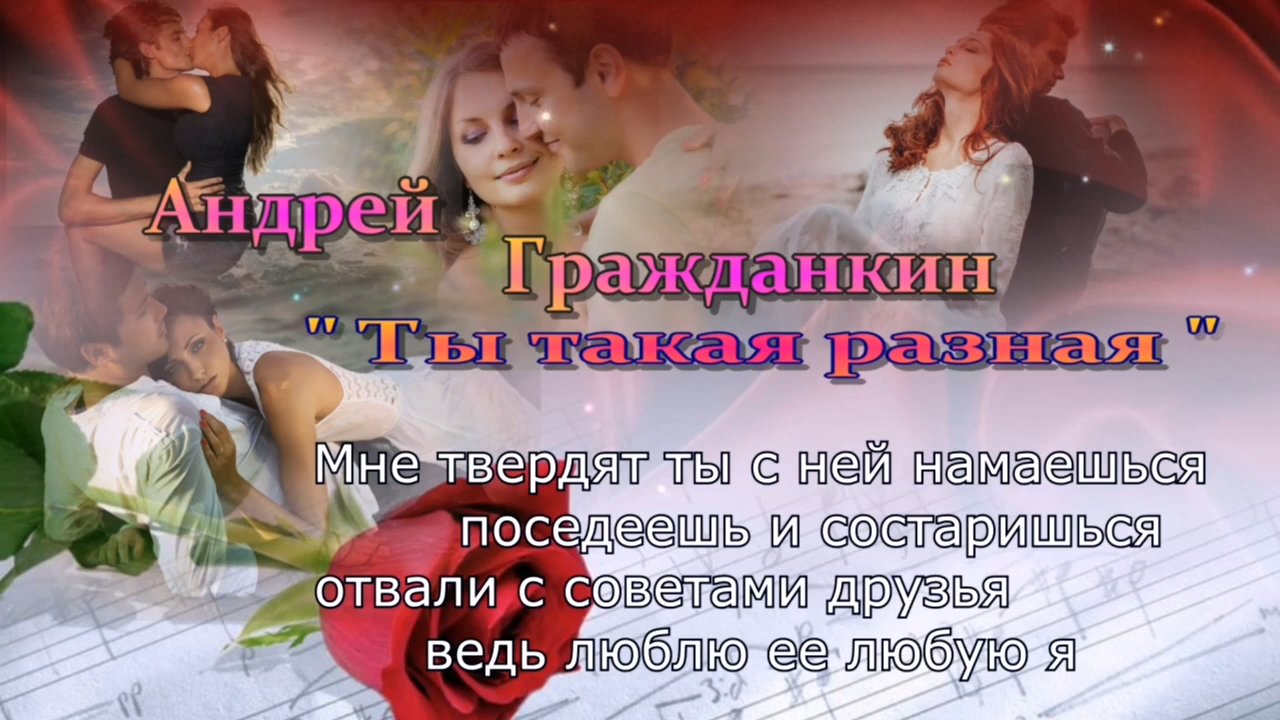 Андрей
Гражданкин
" Ты такая разная "
Мне твердят ты с ней намаешься
поседеешь и состаришься
отвали с советами друзья
ведь люблю ее любую я